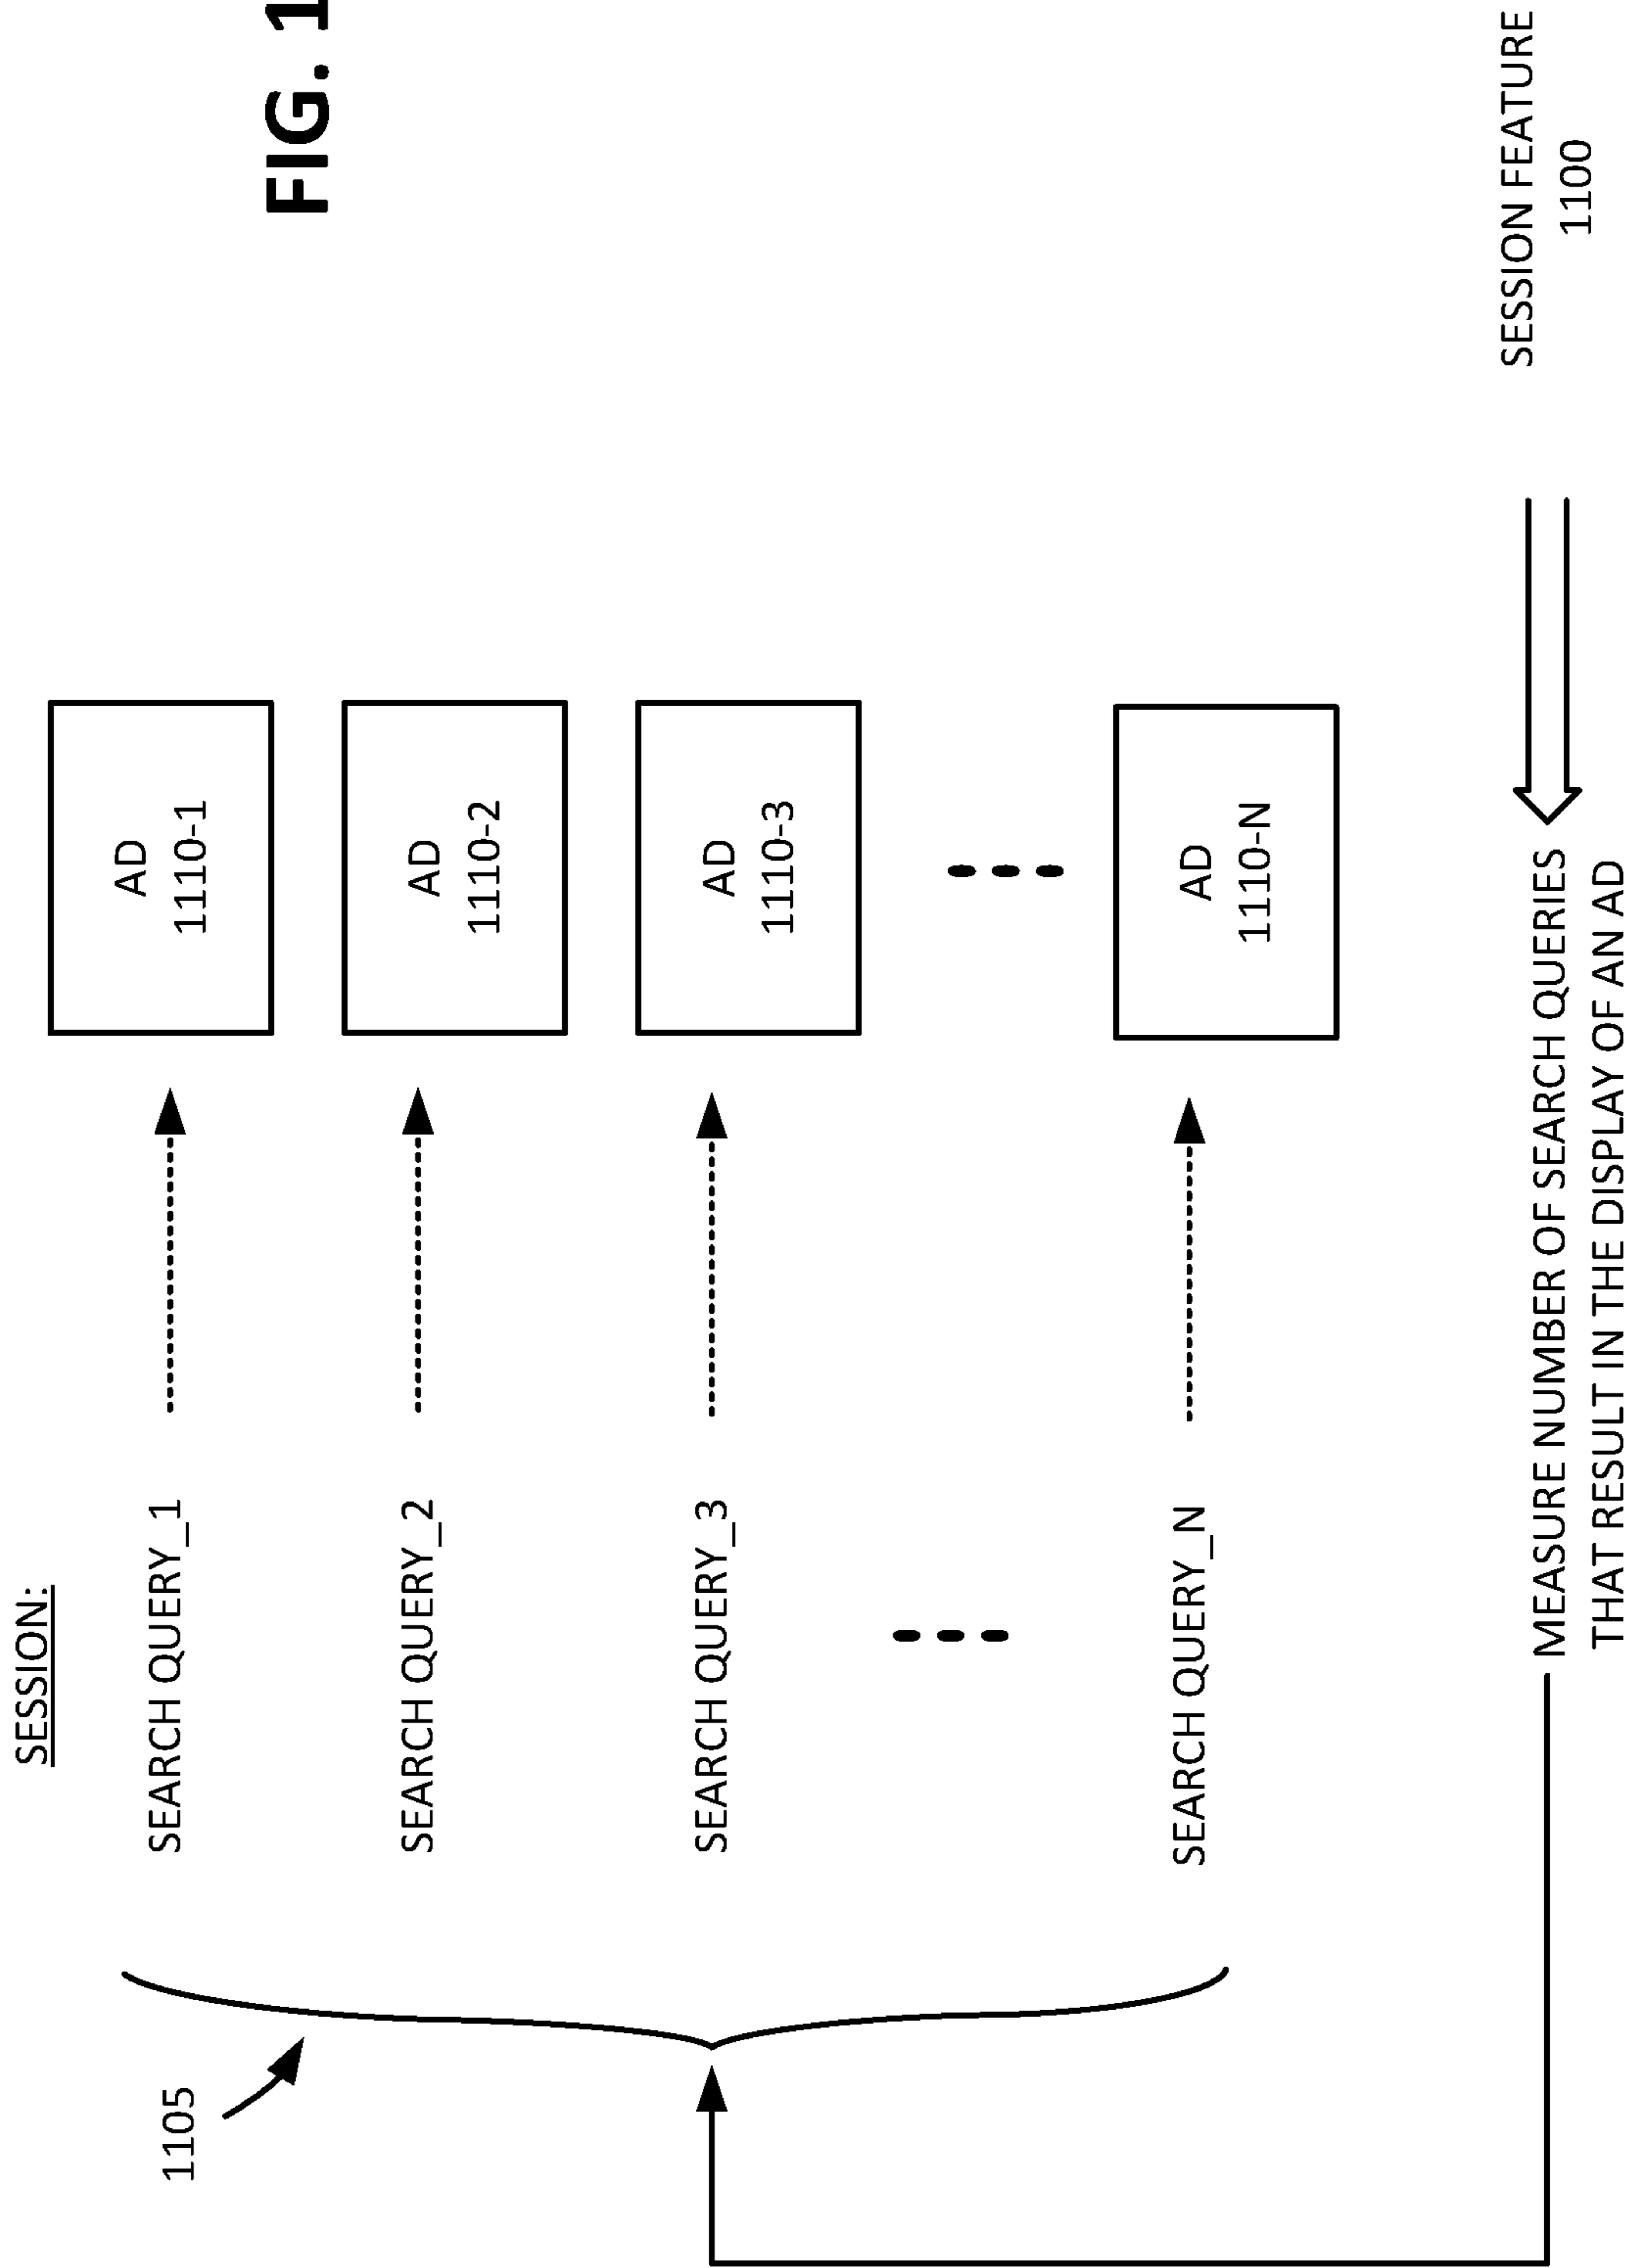 SESSION:
1105
SEARCH QUERY_1
AD
1110-1
FIG. 1
SEARCH QUERY_2
AD
1110-2
SEARCH QUERY_3
AD
1110-3
SEARCH QUERY_N
AD
1110-N
MEASURE NUMBER OF SEARCH QUERIES
THAT RESULT IN THE DISPLAY OF AN AD
SESSION FEATURE
1100